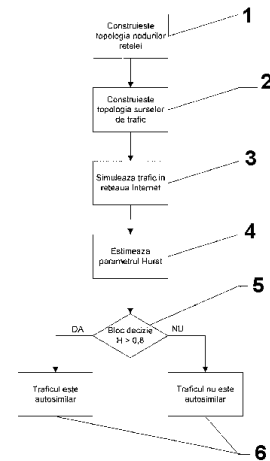 1
Construieste
topologia nodurilor
retelei
2
Construieste
topologia surselor
de trafic
3
Simuleaza trafic in
reteaua Internet
4
Estimeaza
parametrul Hurst
5
DA
Bloc decizie
H > 0,8
NU
Traficul este
autosimilar
Traficul nu este
autosimilar
6